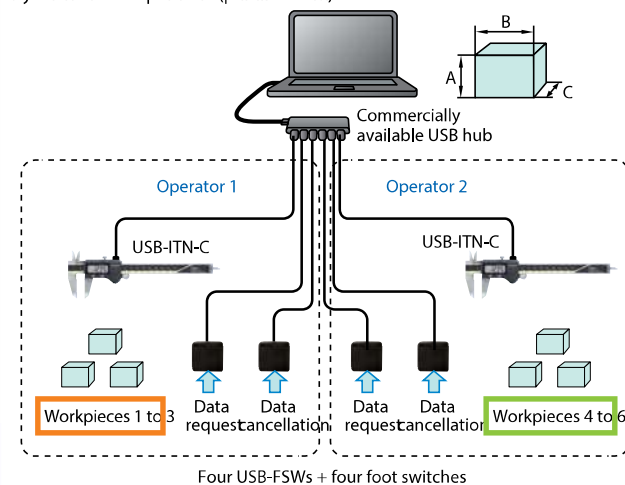 B
A
C
Commercially
available USB hub
Operator 1
Operator 2
USB-ITN-C
USB-ITN-C
Workpieces 1 to 3
Data
request
Data
cancellation
Data
request
Data
cancellation
Workpieces 4 to 6
Four USB-FSWs + four foot switches